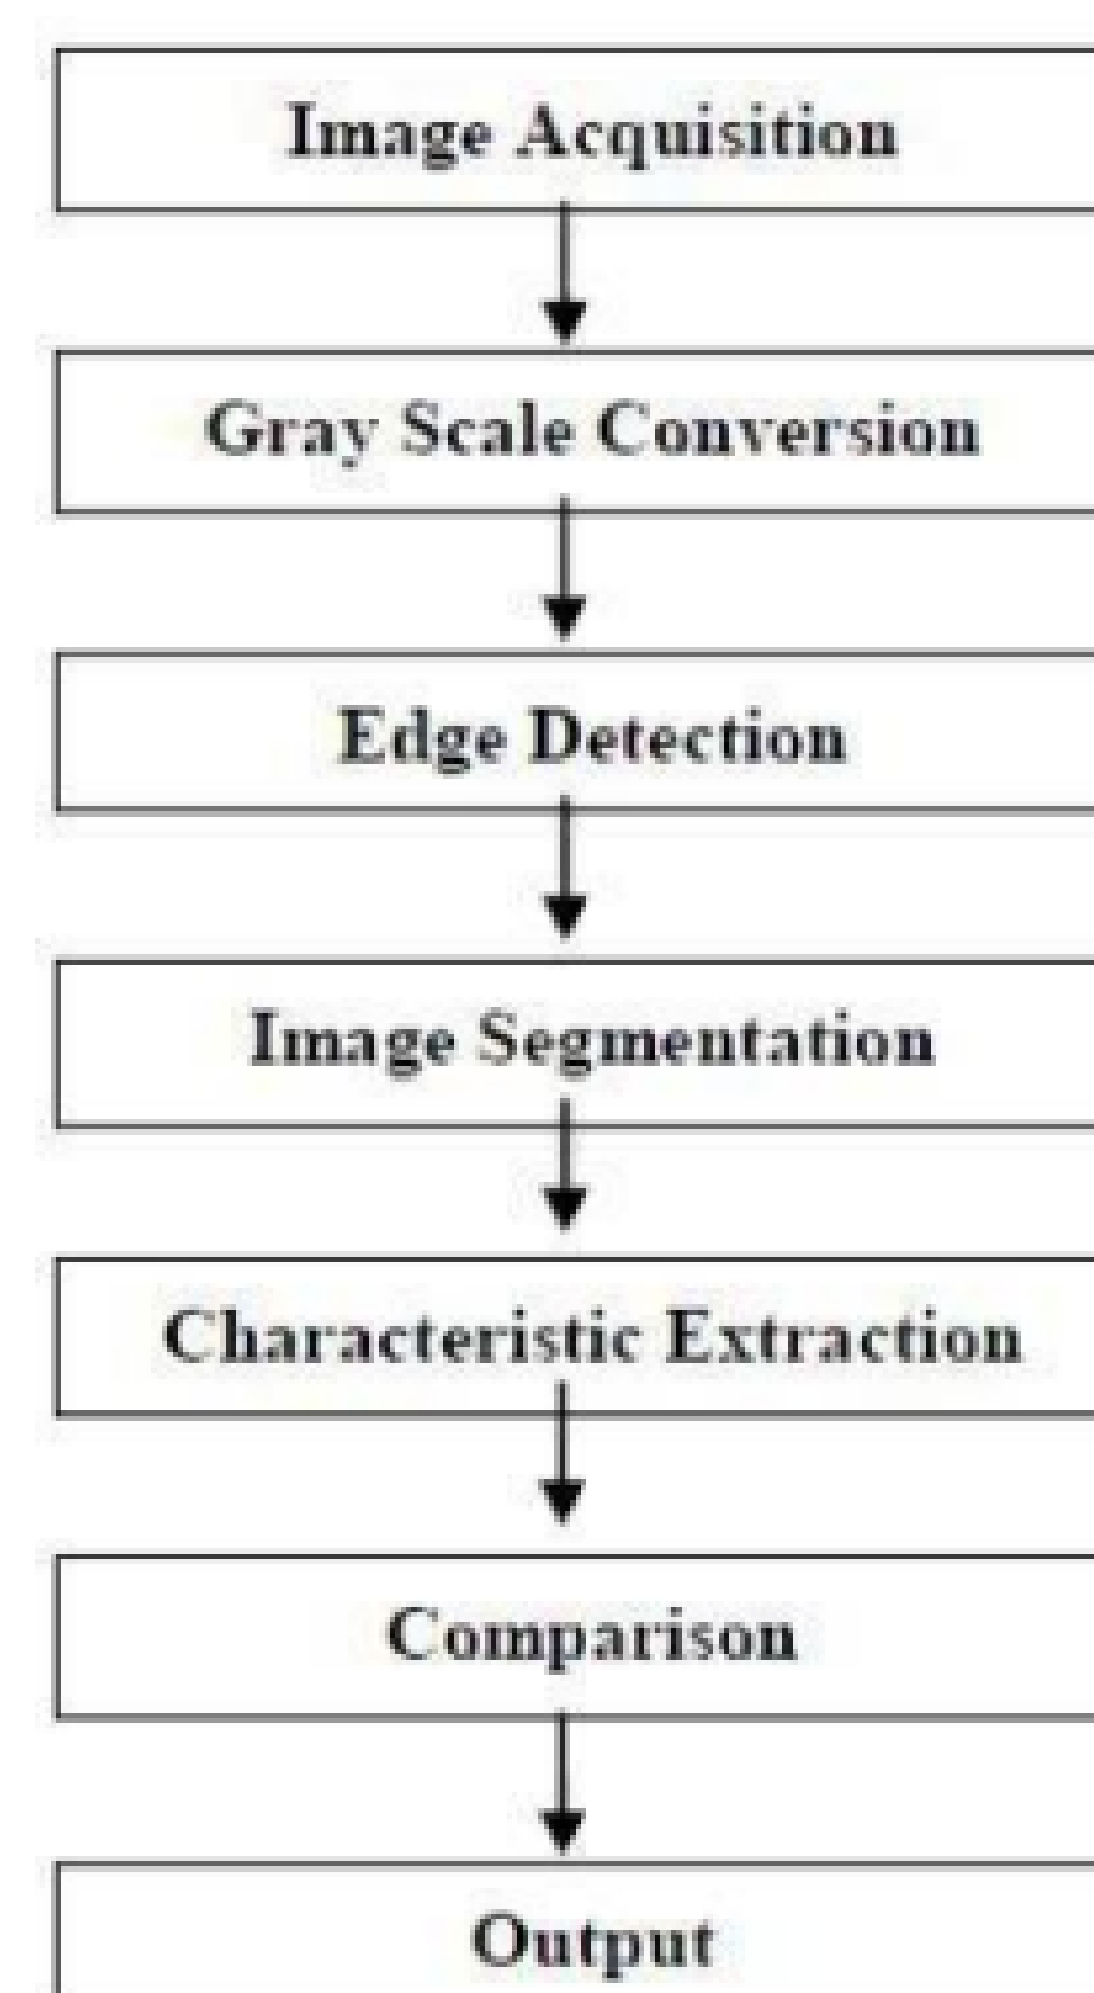 Image Acquisition
Gray Scale Conversion
Edge Detection
Image Segmentation
Characteristic Extraction
Comparison
Output